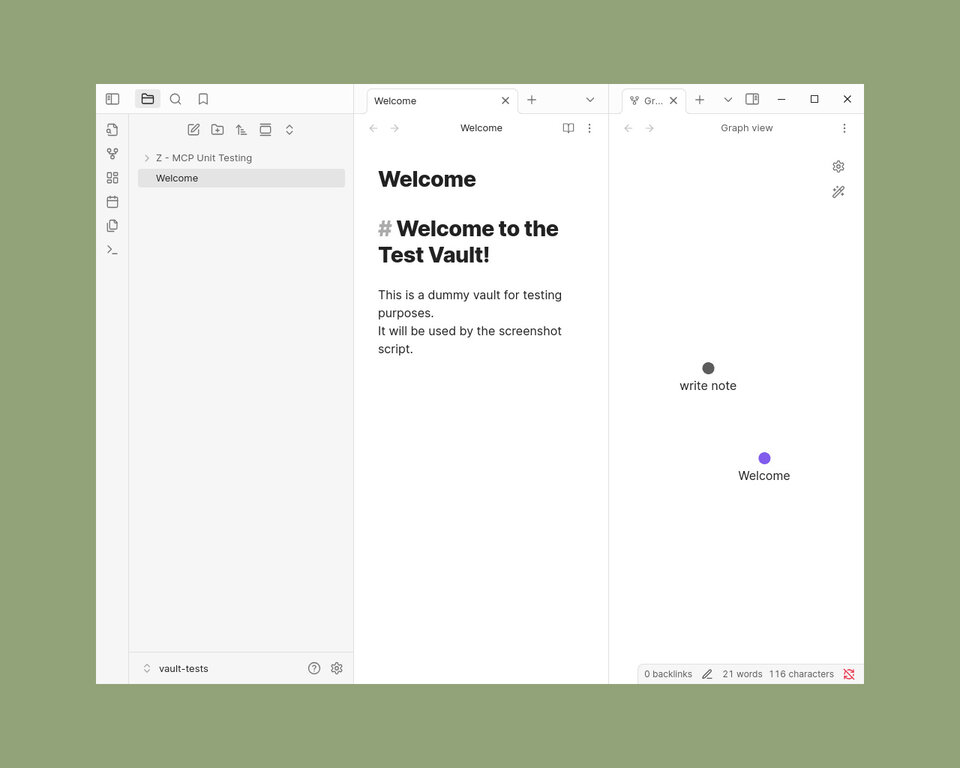 Welcome
Gr...
Welcome
Graph view
Z - MCP Unit Testing
Welcome
Welcome
# Welcome to the
Test Vault!
This is a dummy vault for testing
purposes.
It will be used by the screenshot
script.
write note
Welcome
vault-tests
0 backlinks 21 words 116 characters